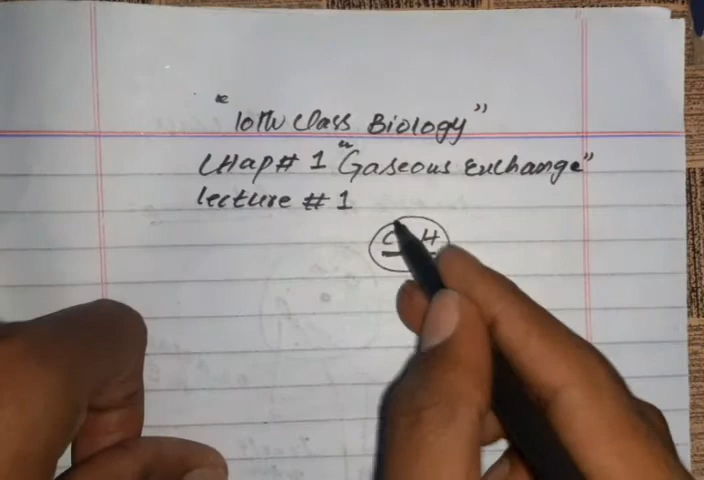 "10th Class Biology"
CHap# 1 "Gaseous Exchange"
lecture # 1
C H